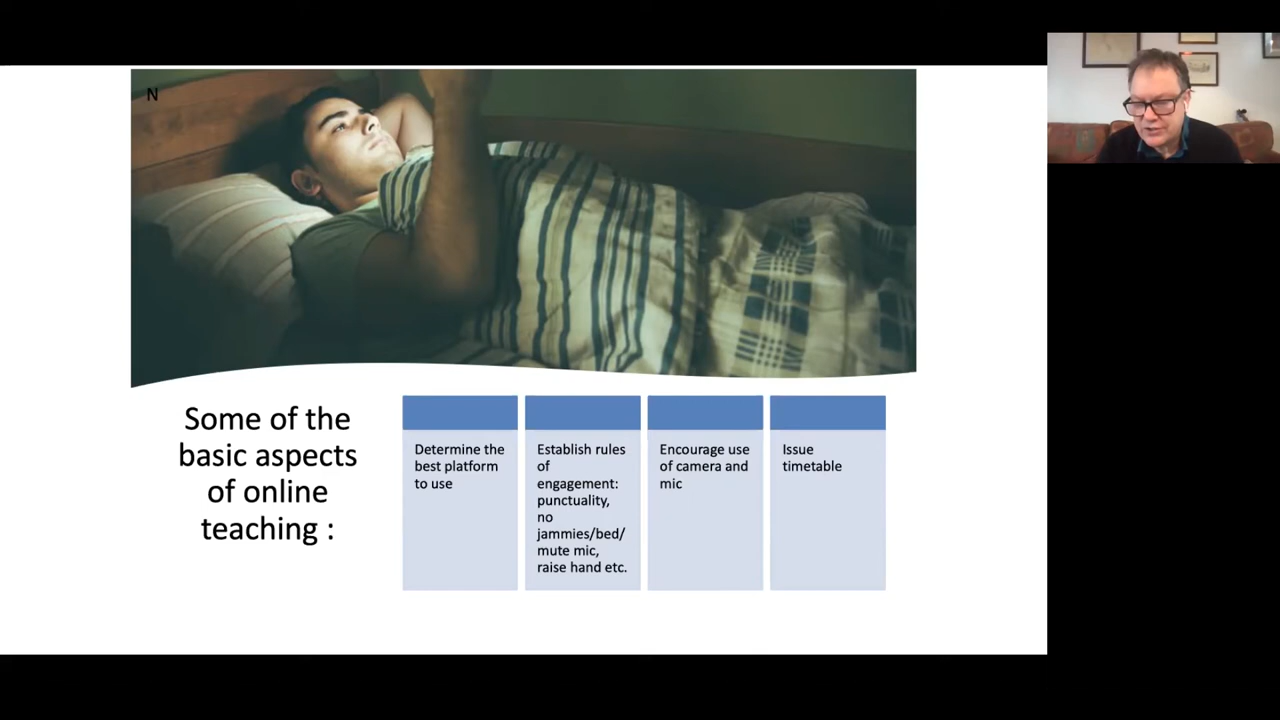 N
Some of the
basic aspects
of online
teaching :
Determine the
best platform
to use
Establish rules
of
engagement:
punctuality,
no
jammies/bed/
mute mic,
raise hand etc.
Encourage use
of camera and
mic
Issue
timetable